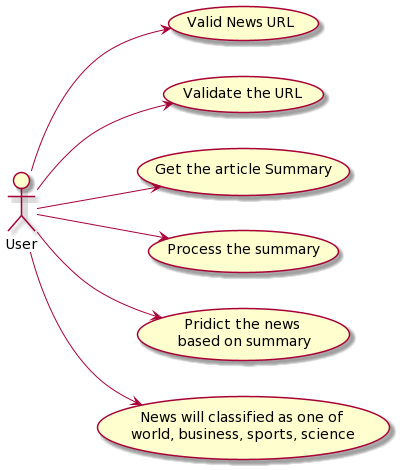 Valid News URL
Validate the URL
Get the article Summary
User
Process the summary
Pridict the news
based on summary
News will classified as one of
world, business, sports, science